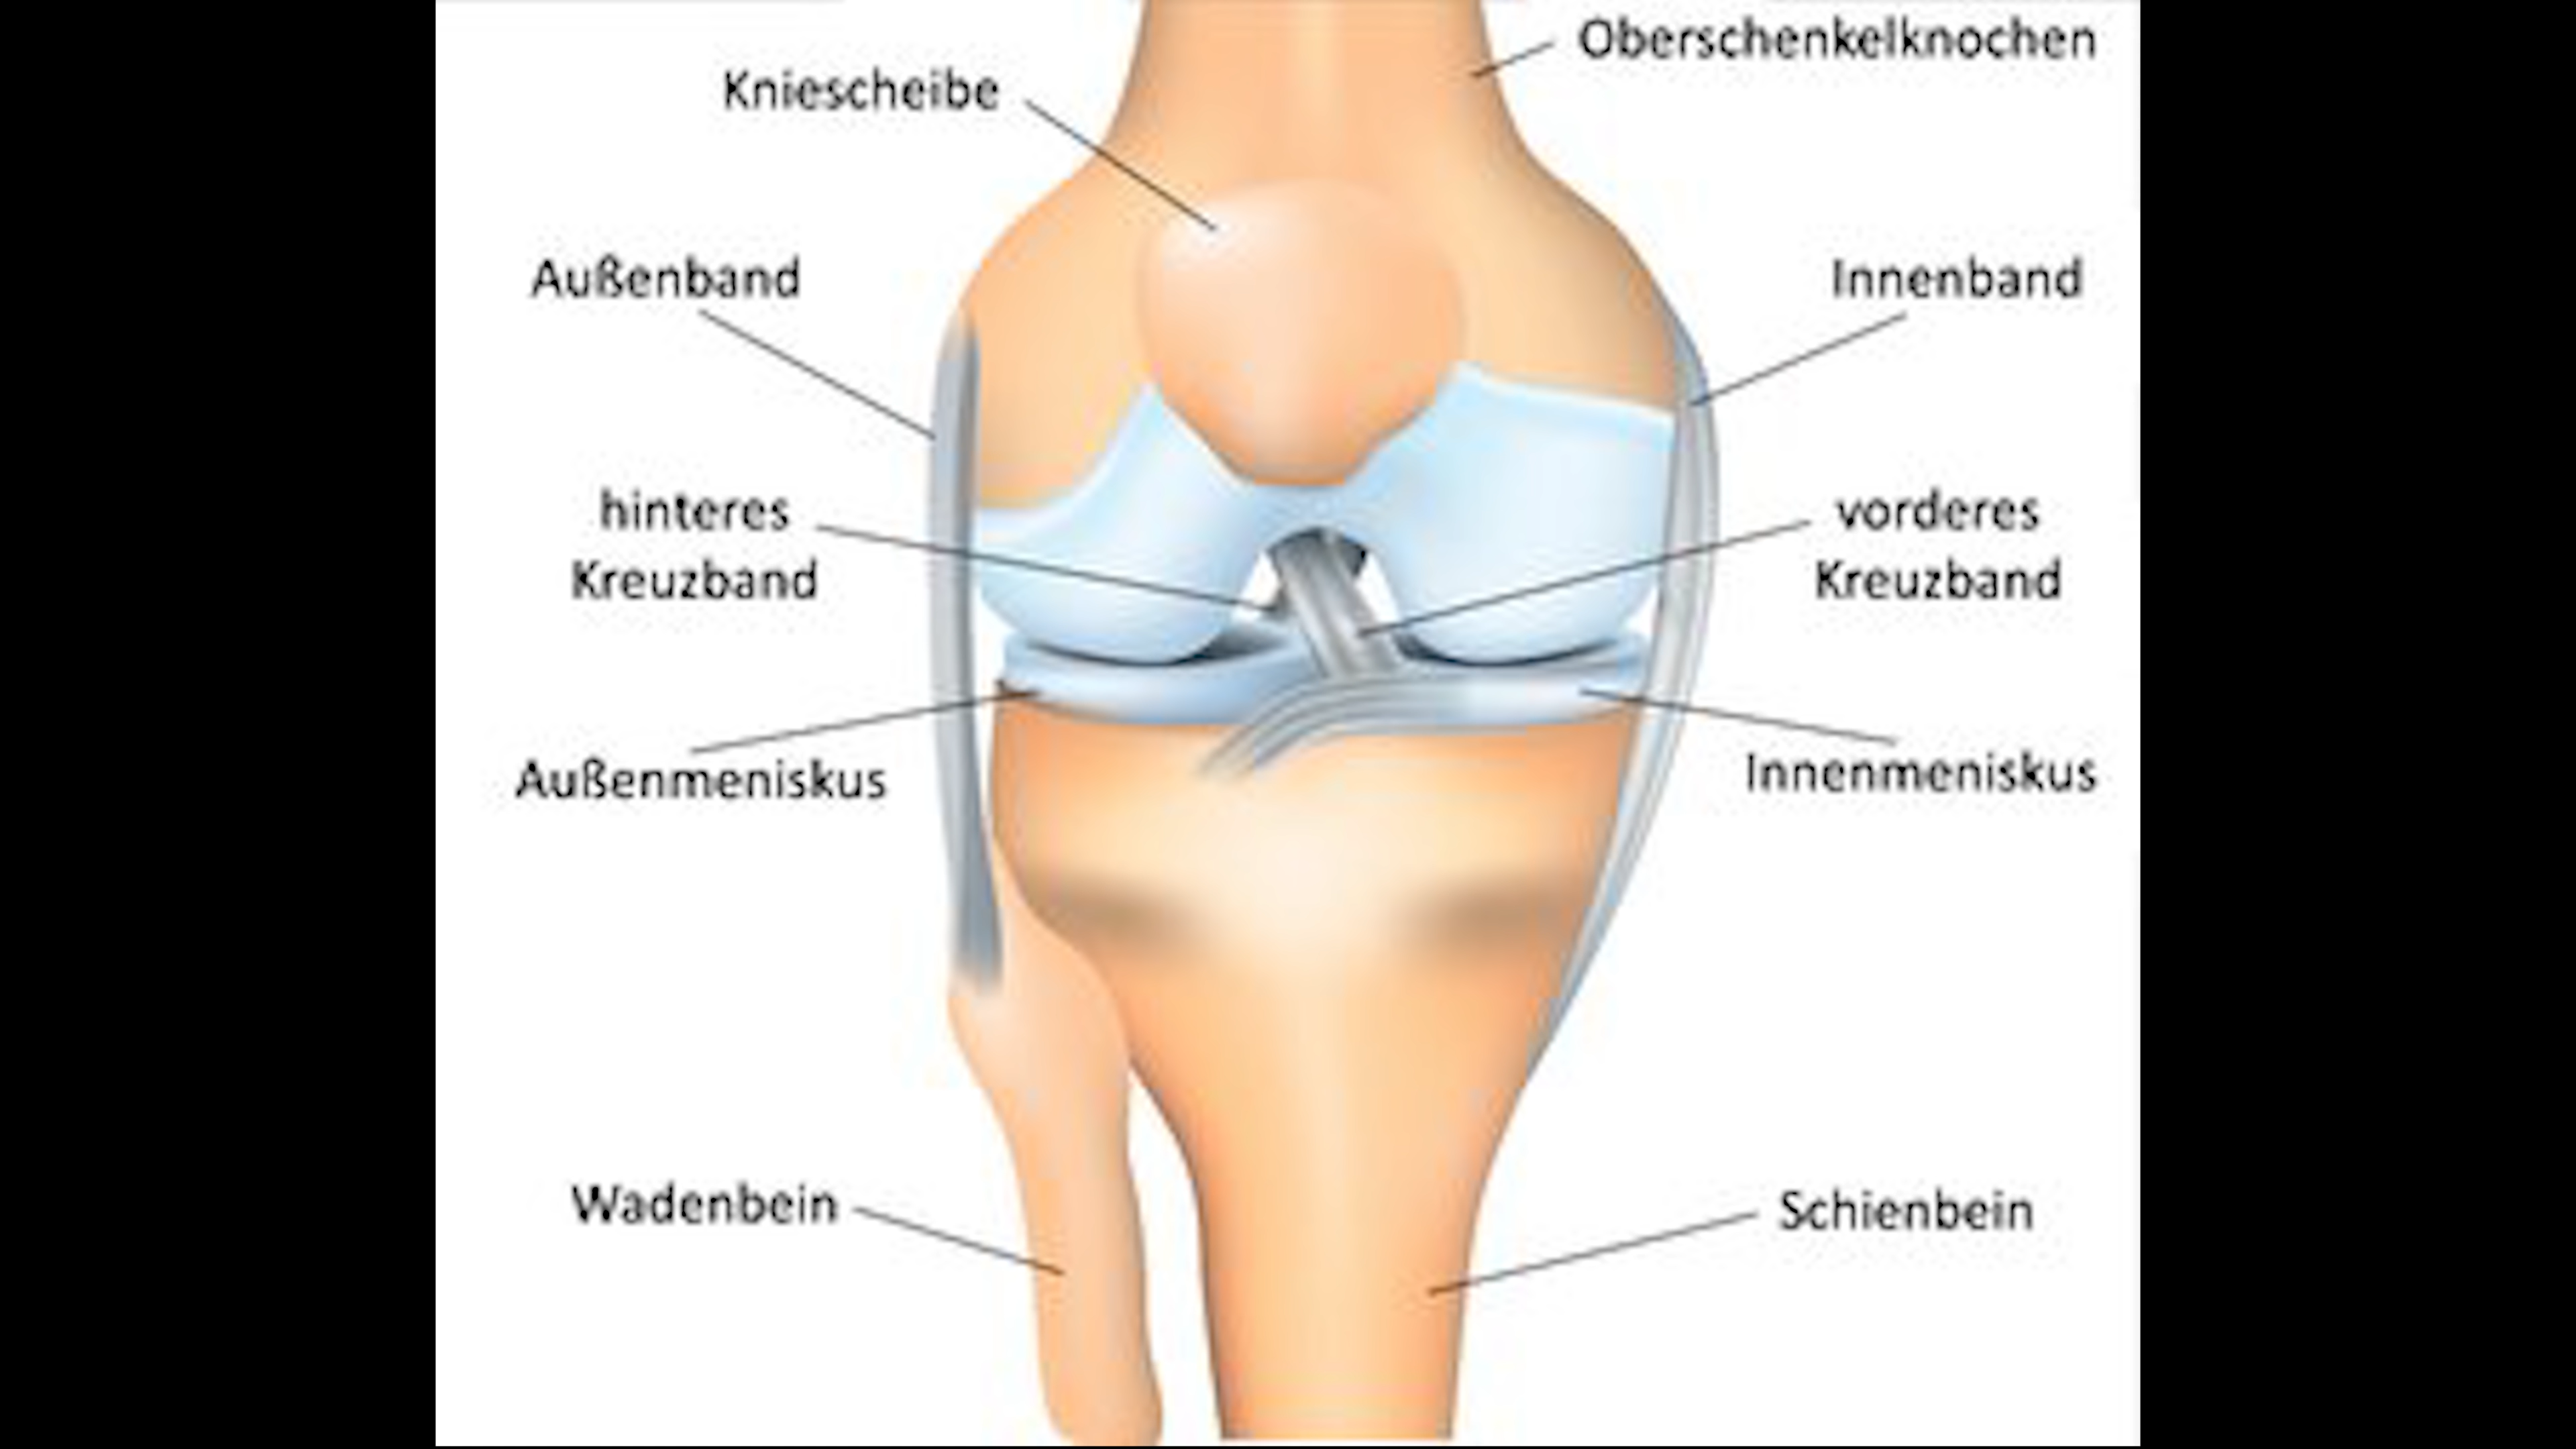 Oberschenkelknochen
Kniescheibe
Außenband
Innenband
hinteres
Kreuzband
vorderes
Kreuzband
Außenmeniskus
Innenmeniskus
Wadenbein
Schienbein